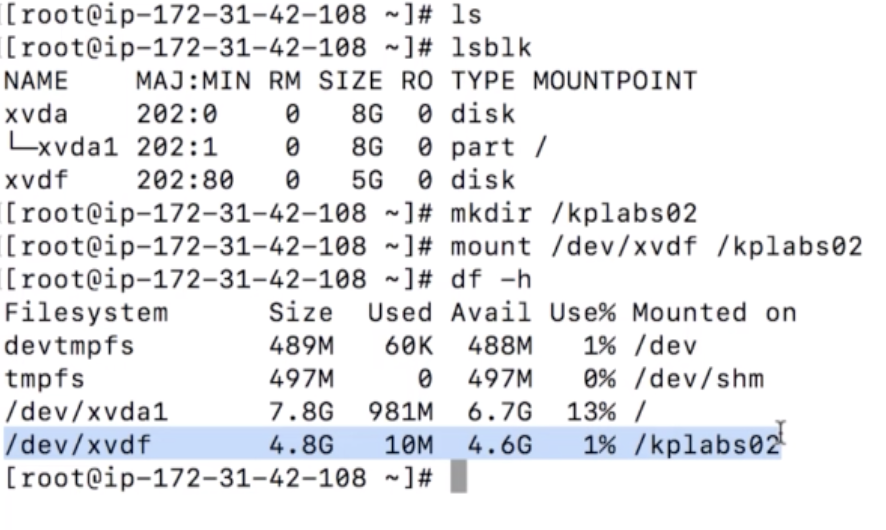 [root@ip-172-31-42-108 ~]# ls
[root@ip-172-31-42-108 ~]# lsblk
NAME    MAJ:MIN RM SIZE RO TYPE MOUNTPOINT
xvda    202:0    0   8G  0 disk
└─xvda1 202:1    0   8G  0 part /
xvdf    202:80   0   5G  0 disk
[root@ip-172-31-42-108 ~]# mkdir /kplabs02
[root@ip-172-31-42-108 ~]# mount /dev/xvdf /kplabs02
[root@ip-172-31-42-108 ~]# df -h
Filesystem      Size  Used Avail Use% Mounted on
devtmpfs        489M   60K  488M   1% /dev
tmpfs           497M     0  497M   0% /dev/shm
/dev/xvda1      7.8G  981M  6.7G  13% /
/dev/xvdf       4.8G   10M  4.6G   1% /kplabs02
[root@ip-172-31-42-108 ~]#